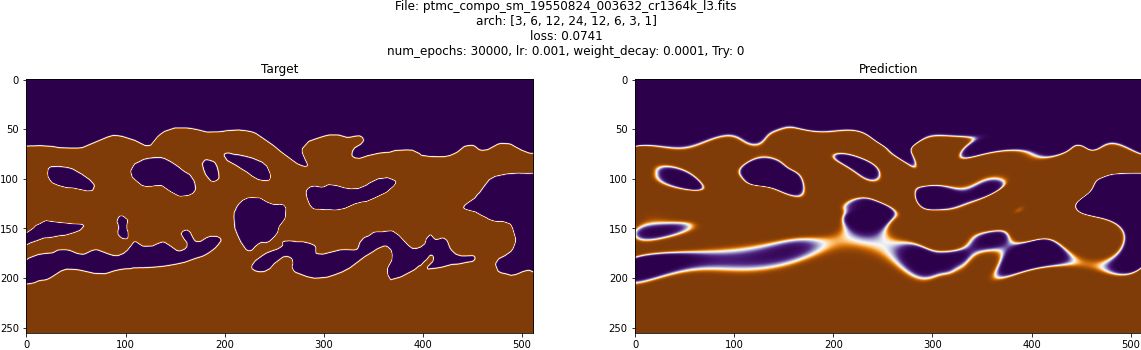 File: ptmc_compo_sm_19550824_003632_cr1364k_l3.fits
arch: [3, 6, 12, 24, 12, 6, 3, 1]
loss: 0.0741
num_epochs: 30000, lr: 0.001, weight_decay: 0.0001, Try: 0
Target
0
50
100
150
200
250
0 100 200 300 400 500
Prediction
0
50
100
150
200
250
0 100 200 300 400 500